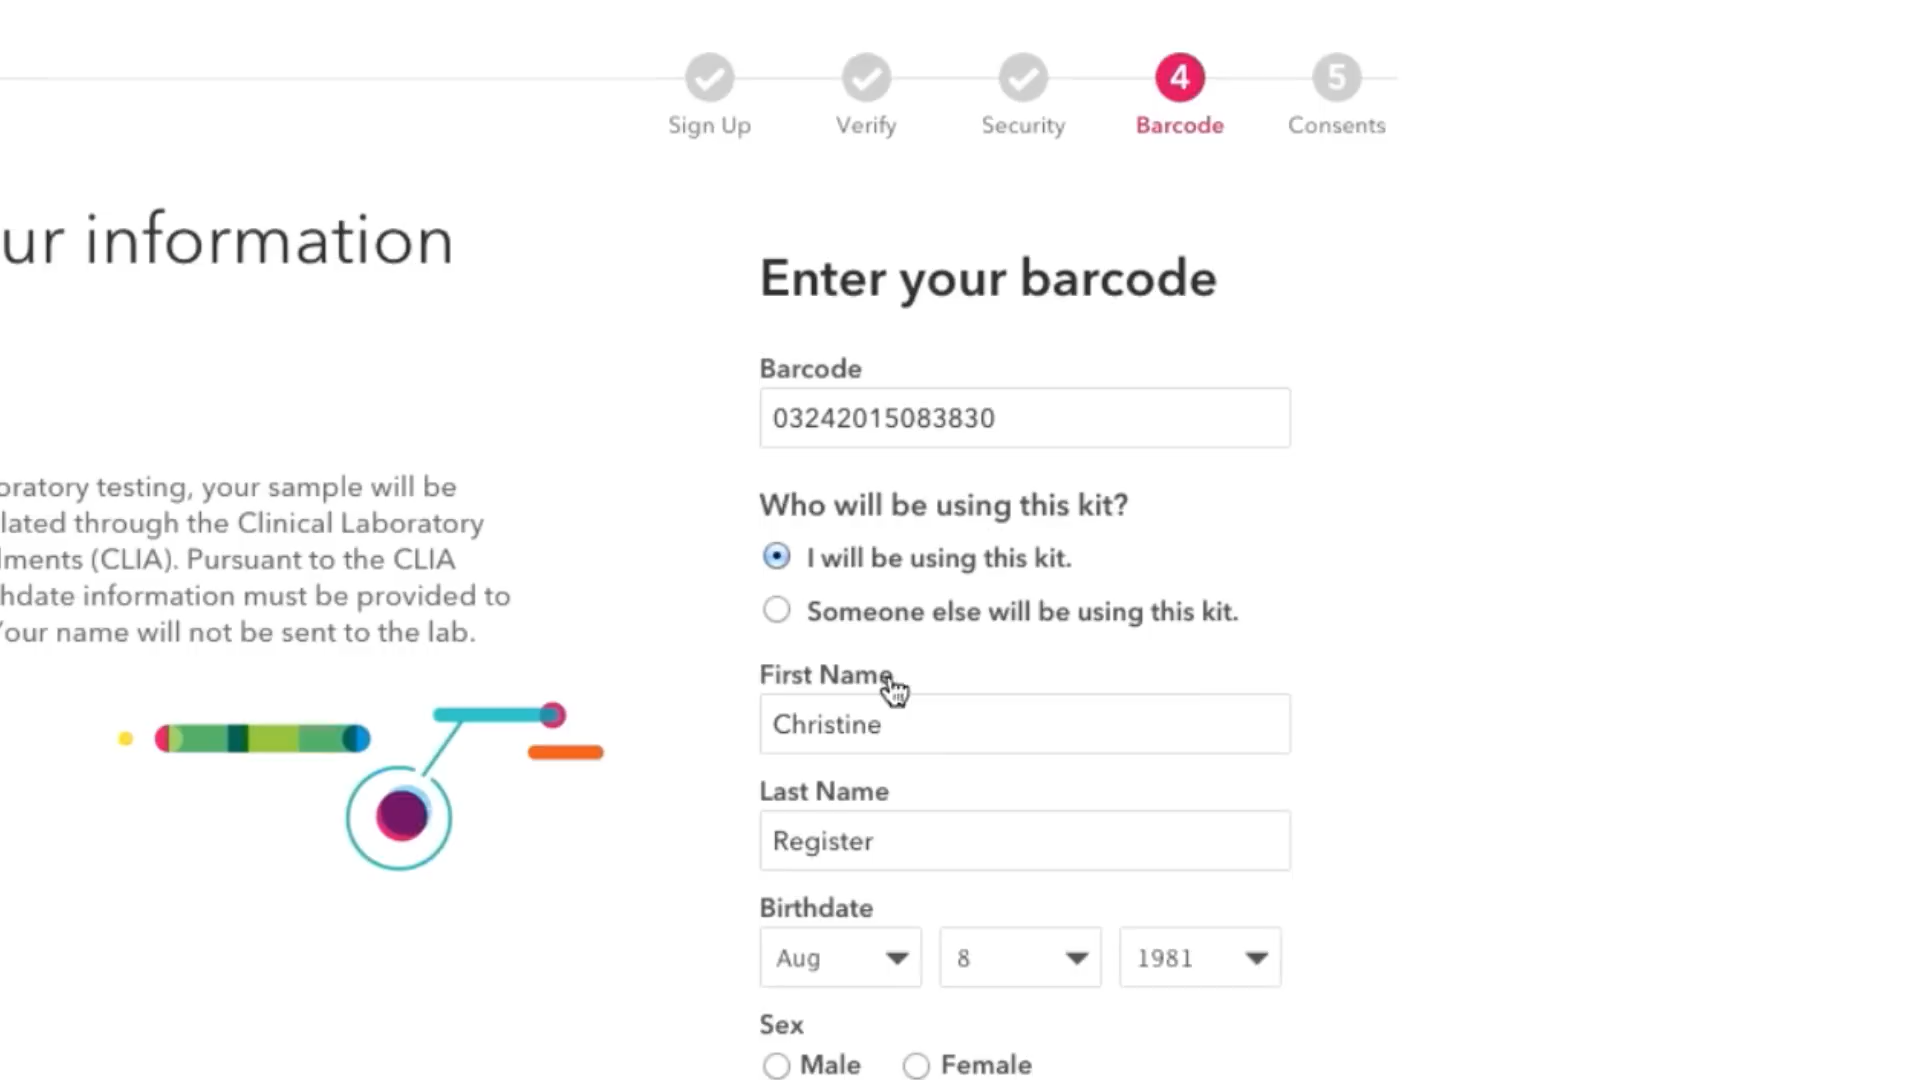 4
5
Sign Up
Verify
Security
Barcode
Consents
ur information
oratory testing, your sample will be
lated through the Clinical Laboratory
lments (CLIA). Pursuant to the CLIA
hdate information must be provided to
Your name will not be sent to the lab.
Enter your barcode
Barcode
03242015083830
Who will be using this kit?
I will be using this kit.
Someone else will be using this kit.
First Name
Christine
Last Name
Register
Birthdate
Aug
8
1981
Sex
Male
Female